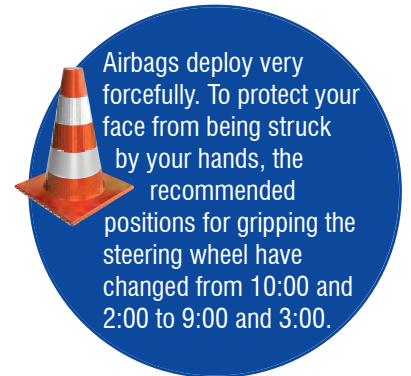 Airbags deploy very
forcefully. To protect your
face from being struck
by your hands, the
recommended
positions for gripping the
steering wheel have
changed from 10:00 and
2:00 to 9:00 and 3:00.